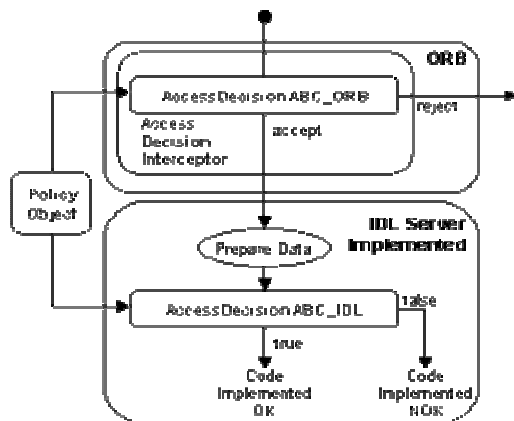 ORB
AccessDecision ABC_ORB
reject
Access
Decision
Interceptor
accept
Policy
Object
IDL Server
Implemented
Prepare Data
AccessDecision ABC_IDL
false
true
Code
Implemented
OK
Code
Implemented
NOK